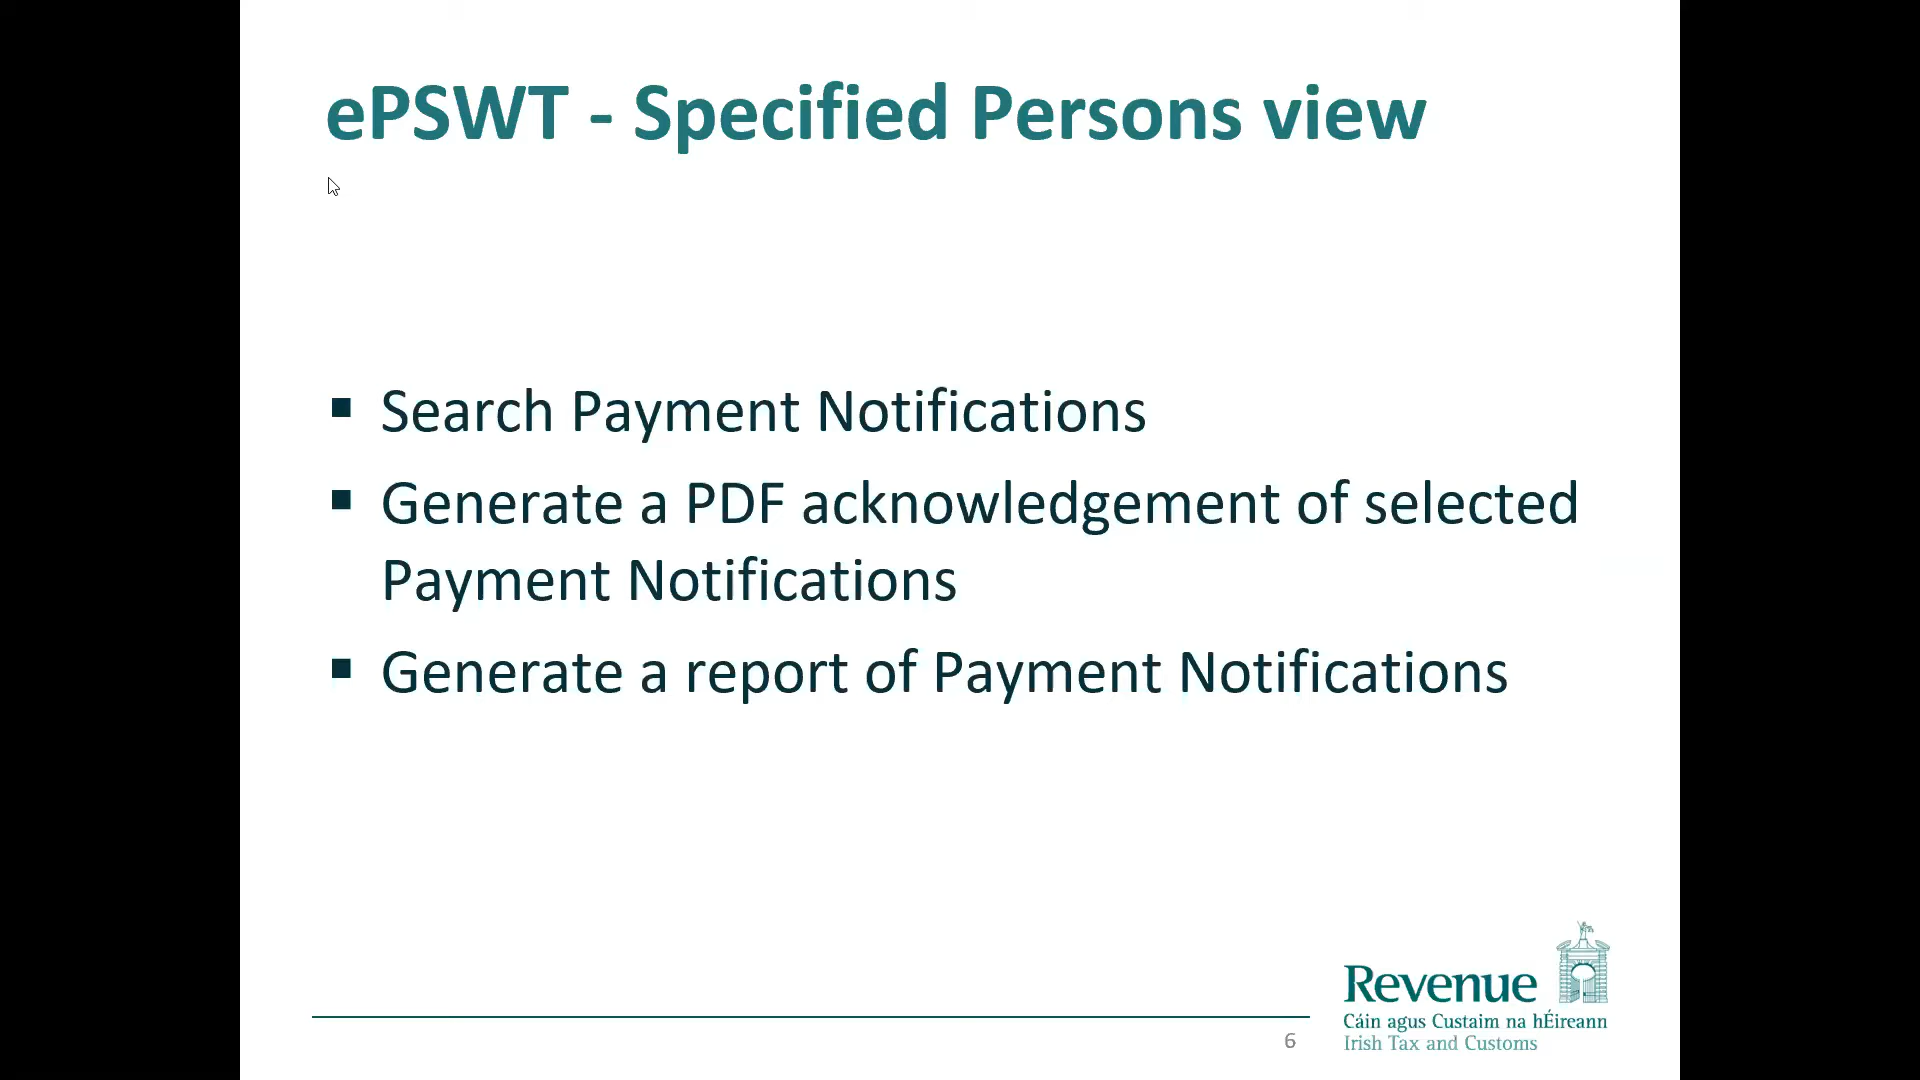 ePSWT - Specified Persons view
▪ Search Payment Notifications
▪ Generate a PDF acknowledgement of selected
Payment Notifications
▪ Generate a report of Payment Notifications
6
Revenue
Cáin agus Custaim na hÉireann
Irish Tax and Customs